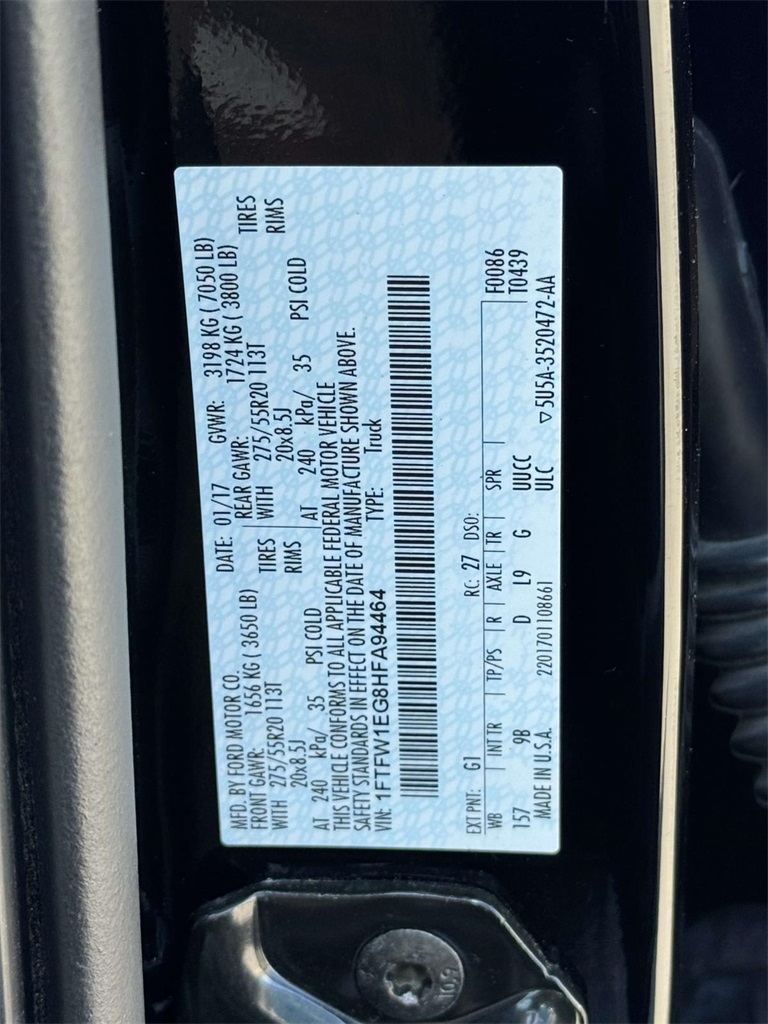 MFD. BY FORD MOTOR CO. DATE: 01/17 GVWR: 3198 KG ( 7050 LB)
FRONT GAWR: 1656 KG ( 3650 LB) REAR GAWR: 1724 KG ( 3800 LB)
WITH 275/55R20 113T TIRES WITH 275/55R20 113T TIRES
20x8.5J RIMS 20x8.5J RIMS
AT 240 kPa/ 35 PSI COLD AT 240 kPa/ 35 PSI COLD
THIS VEHICLE CONFORMS TO ALL APPLICABLE FEDERAL MOTOR VEHICLE
SAFETY STANDARDS IN EFFECT ON THE DATE OF MANUFACTURE SHOWN ABOVE.
VIN: 1FTFW1EG8HFA94464 TYPE: Truck
EXT PNT: G1 RC: 27 DSO: F0086
WB INT TR TP/PS R AXLE TR SPR T0439
157 9B D L9 G UUCC
MADE IN U.S.A. 2201701108661 ULC ▽5U5A-3520472-AA
10.9